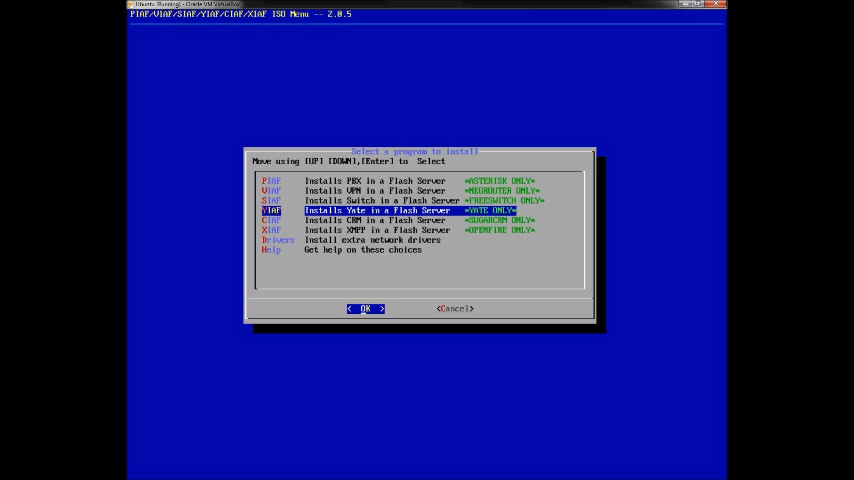 Ubuntu [Running] - Oracle VM VirtualBox
PIAF/VIAF/SIAF/YIAF/CIAF/XIAF ISO Menu -- 2.0.5
Select a program to install
Move using [UP] [DOWN],[Enter] to Select
PIAF Installs PBX in a Flash Server *ASTERISK ONLY*
VIAF Installs VPN in a Flash Server *NEOROUTER ONLY*
SIAF Installs Switch in a Flash Server *FREESWITCH ONLY*
YIAF Installs Yate in a Flash Server *YATE ONLY*
CIAF Installs CRM in a Flash Server *SUGARCRM ONLY*
XIAF Installs XMPP in a Flash Server *OPENFIRE ONLY*
Drivers Install extra network drivers
Help Get help on these choices
< OK > <Cancel>